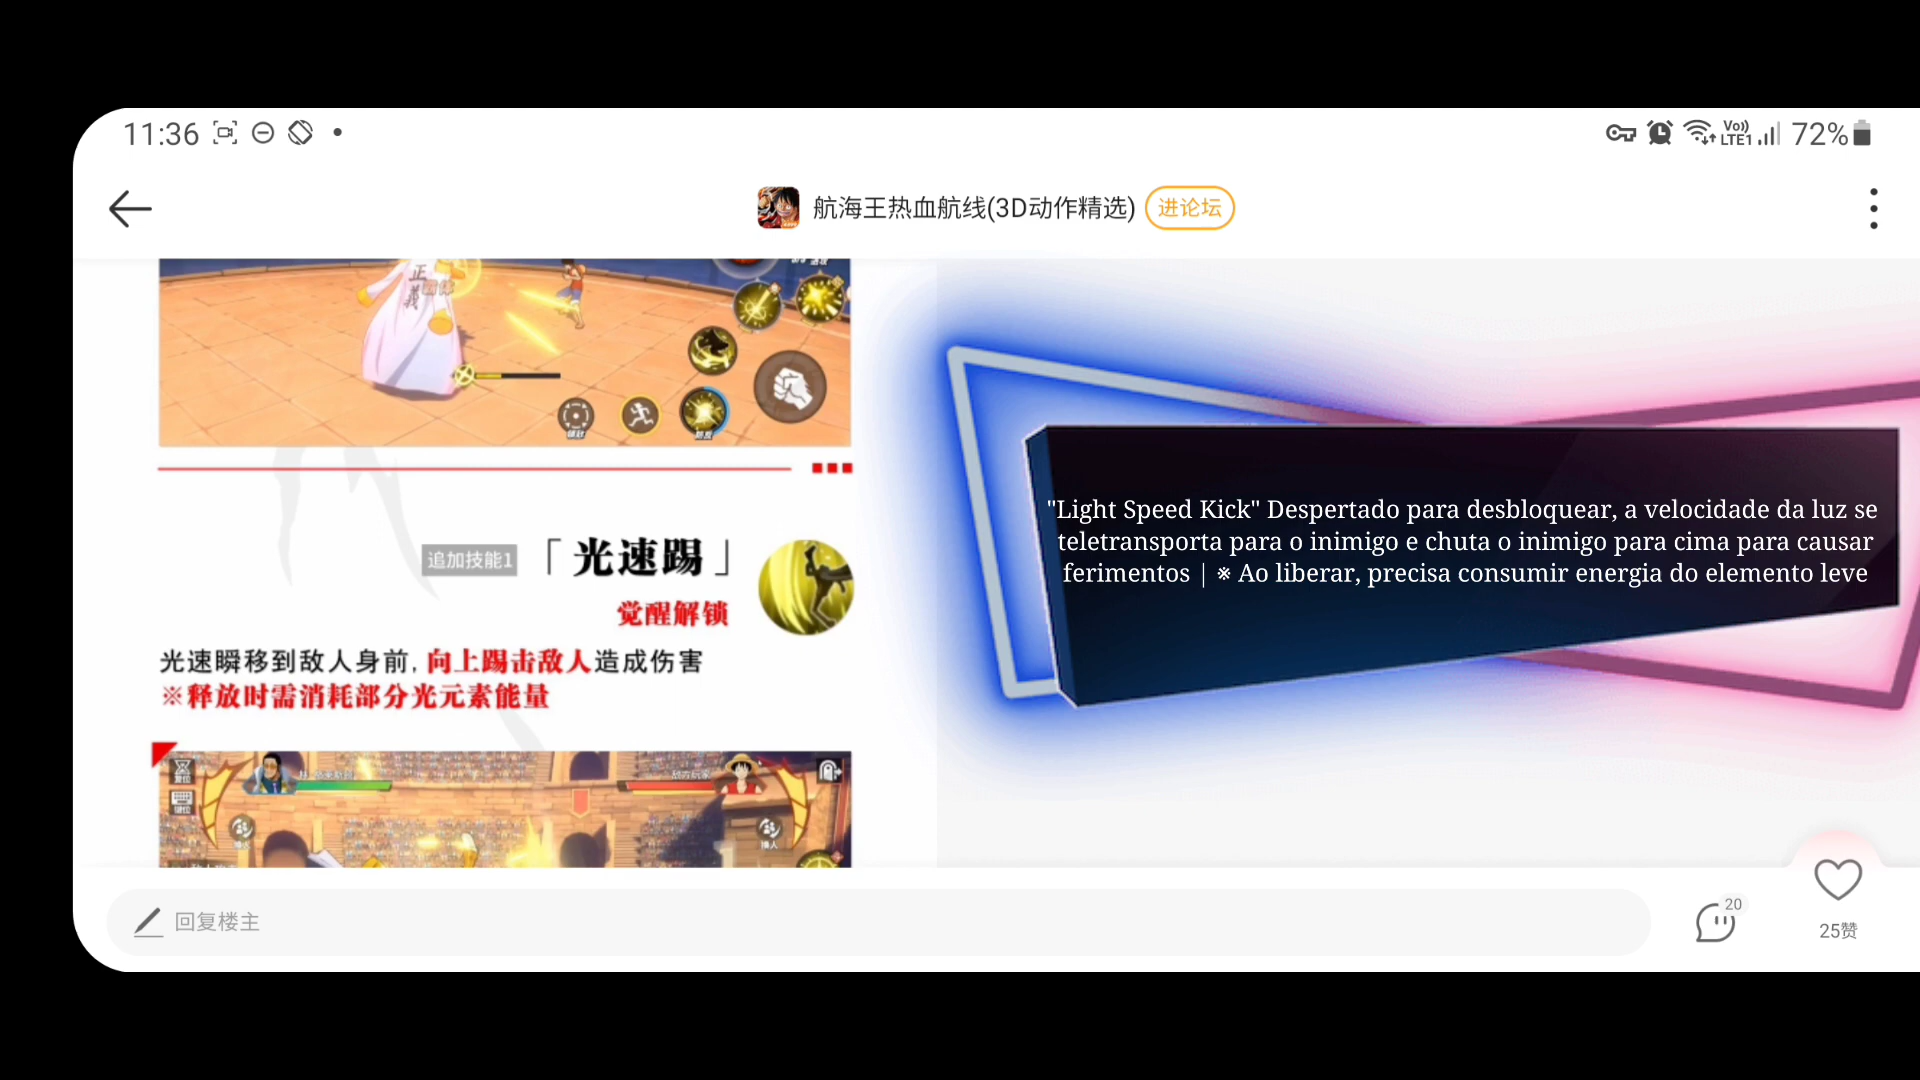 11:36
Vo))
LTE1
72%
航海王热血航线(3D动作精选)
进论坛
正義
追加技能1
「光速踢」
觉醒解锁
光速瞬移到敌人身前,向上踢击敌人造成伤害
※释放时需消耗部分光元素能量
"Light Speed Kick" Despertado para desbloquear, a velocidade da luz se
teletransporta para o inimigo e chuta o inimigo para cima para causar
ferimentos | ※ Ao liberar, precisa consumir energia do elemento leve
回复楼主
20
25赞